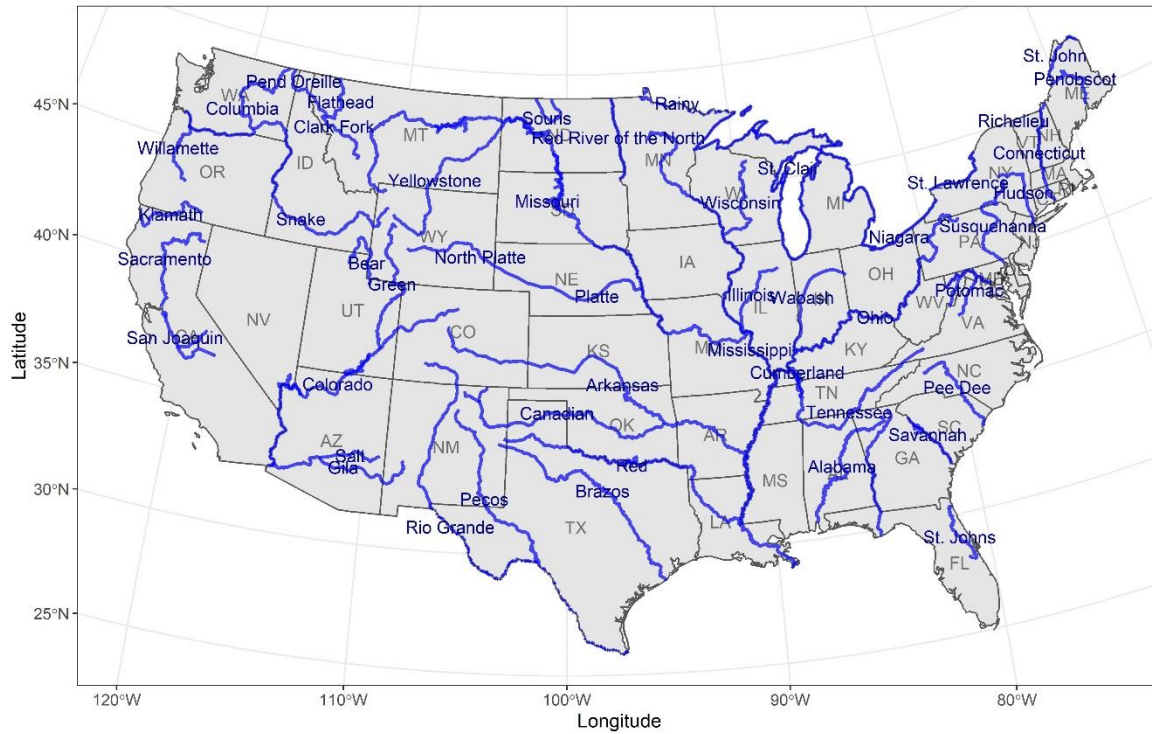 St. John
Pend Oreille
Penobscot
WA
Flathead
ME
45°N
Rainy
Columbia
Souris
Richelieu
Clark Fork
MT
ND
Red River of the North
NH
VT
Willamette
MN
Connecticut
OR
ID
St. Clair
NY
MA
Yellowstone
St. Lawrence
Hudson
Missouri
Wisconsin
MI
Klamath
Snake
Susquehanna
WY
Niagara
PA
40°N
Sacramento
Bear
North Platte
IA
OH
NJ
NE
Green
Potomac
Platte
Illinois
Wabash
WV
NV
UT
IL
Ohio
VA
CA
CO
San Joaquin
KS
Mississippi
KY
Latitude
35°N
Colorado
Arkansas
Cumberland
NC
TN
Pee Dee
Canadian
Tennessee
OK
SC
AZ
NM
AR
Savannah
Salt
Gila
Red
Alabama
GA
MS
30°N
Brazos
Pecos
LA
Rio Grande
TX
St. Johns
FL
25°N
120°W
110°W
100°W
90°W
80°W
Longitude